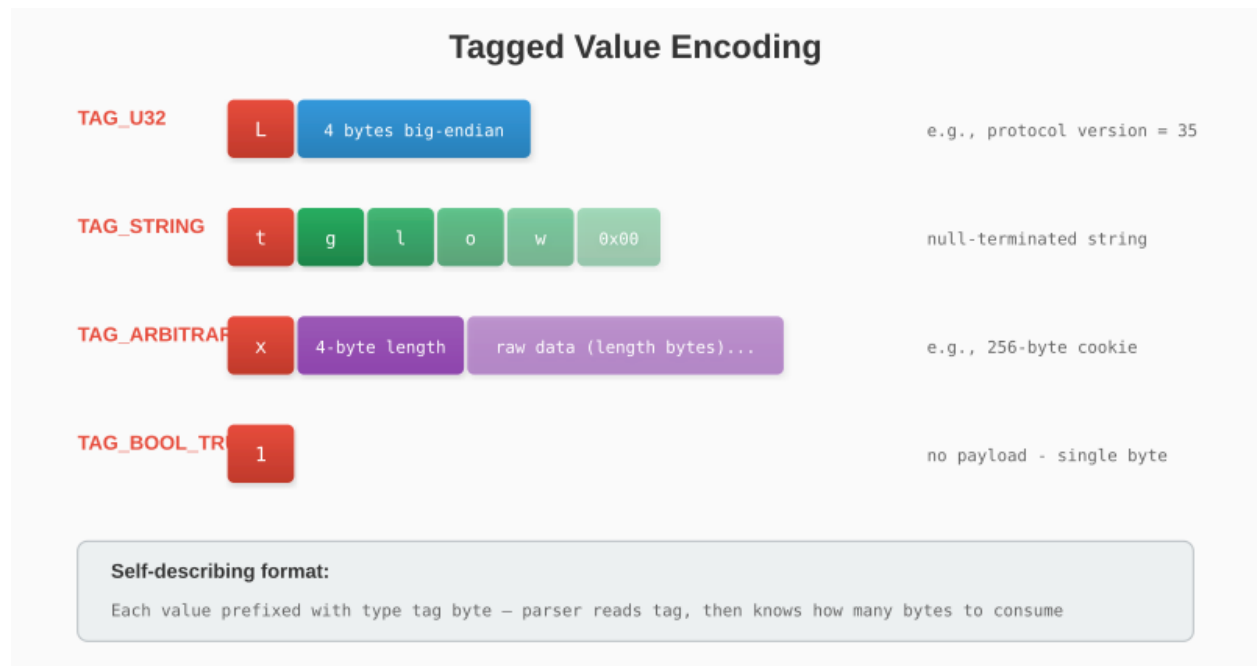 Tagged Value Encoding
TAG_U32 L 4 bytes big-endian e.g., protocol version = 35
TAG_STRING t g l o w 0x00 null-terminated string
TAG_ARBITRAR x 4-byte length raw data (length bytes)... e.g., 256-byte cookie
TAG_BOOL_TR 1 no payload - single byte
Self-describing format:
Each value prefixed with type tag byte — parser reads tag, then knows how many bytes to consume